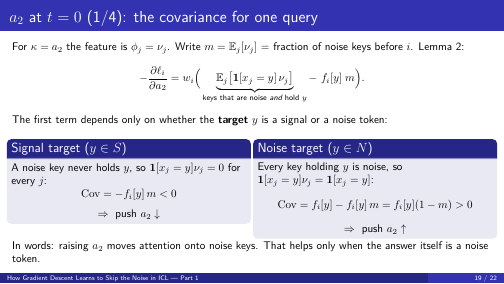 a₂ at t = 0 (1/4): the covariance for one query
For κ = a₂ the feature is ϕⱼ = νⱼ. Write m = 𝔼ⱼ[νⱼ] = fraction of noise keys before i. Lemma 2:
−∂ℓᵢ/∂a₂ = wᵢ( 𝔼ⱼ[𝟏[xⱼ = y] νⱼ] − fᵢ[y] m ).
keys that are noise and hold y
The first term depends only on whether the target y is a signal or a noise token:
Signal target (y ∈ S)
A noise key never holds y, so 𝟏[xⱼ = y]νⱼ = 0 for
every j:
Cov = −fᵢ[y] m < 0
⇒ push a₂ ↓
Noise target (y ∈ N)
Every key holding y is noise, so
𝟏[xⱼ = y]νⱼ = 𝟏[xⱼ = y]:
Cov = fᵢ[y] − fᵢ[y] m = fᵢ[y](1 − m) > 0
⇒ push a₂ ↑
In words: raising a₂ moves attention onto noise keys. That helps only when the answer itself is a noise
token.
How Gradient Descent Learns to Skip the Noise in ICL — Part 1
19 / 22